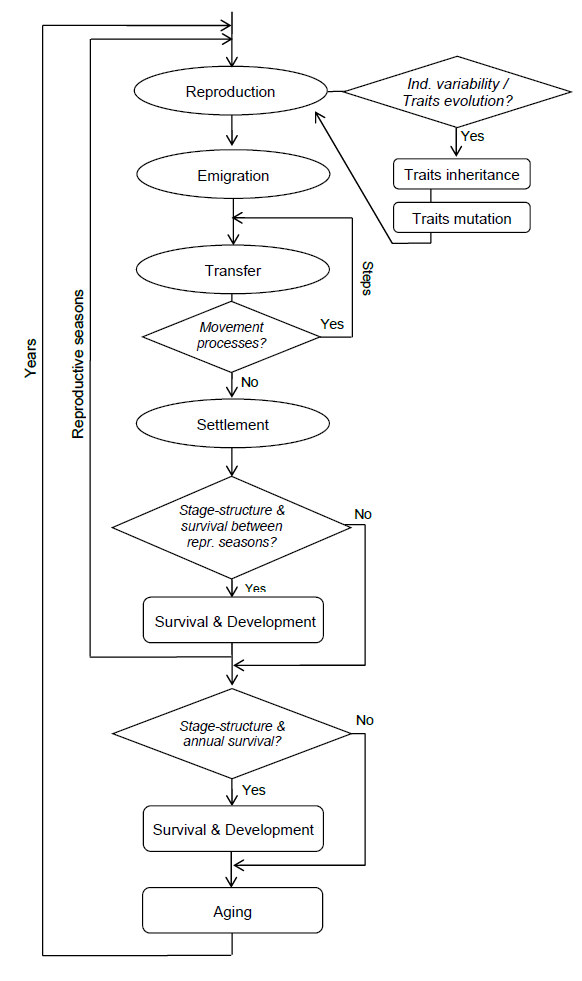 Reproduction
Ind. variability /
Traits evolution?
Yes
Traits inheritance
Traits mutation
Emigration
Transfer
Steps
Movement
processes?
Yes
No
Settlement
Stage-structure &
survival between
repr. seasons?
No
Yes
Survival & Development
Reproductive seasons
Years
Stage-structure &
annual survival?
No
Yes
Survival & Development
Aging